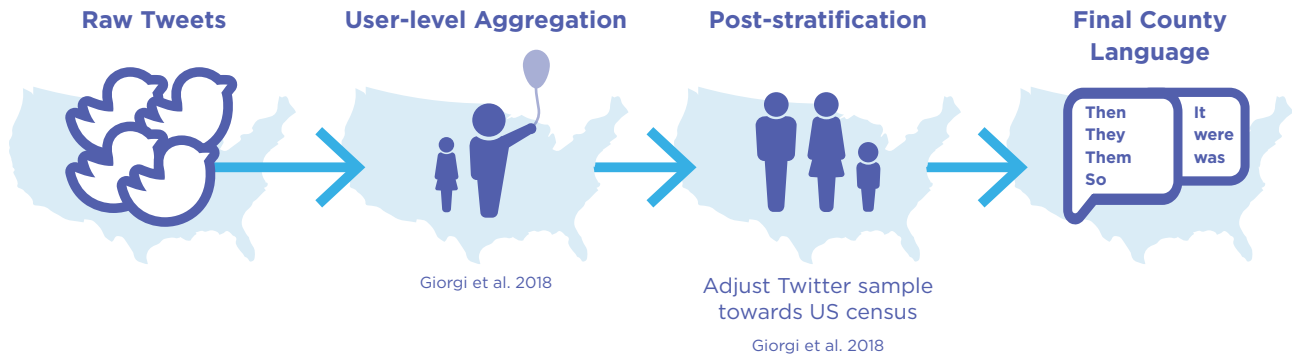 Raw Tweets
User-level Aggregation
Giorgi et al. 2018
Post-stratification
Adjust Twitter sample
towards US census
Giorgi et al. 2018
Final County
Language
Then
They
Them
So
It
were
was